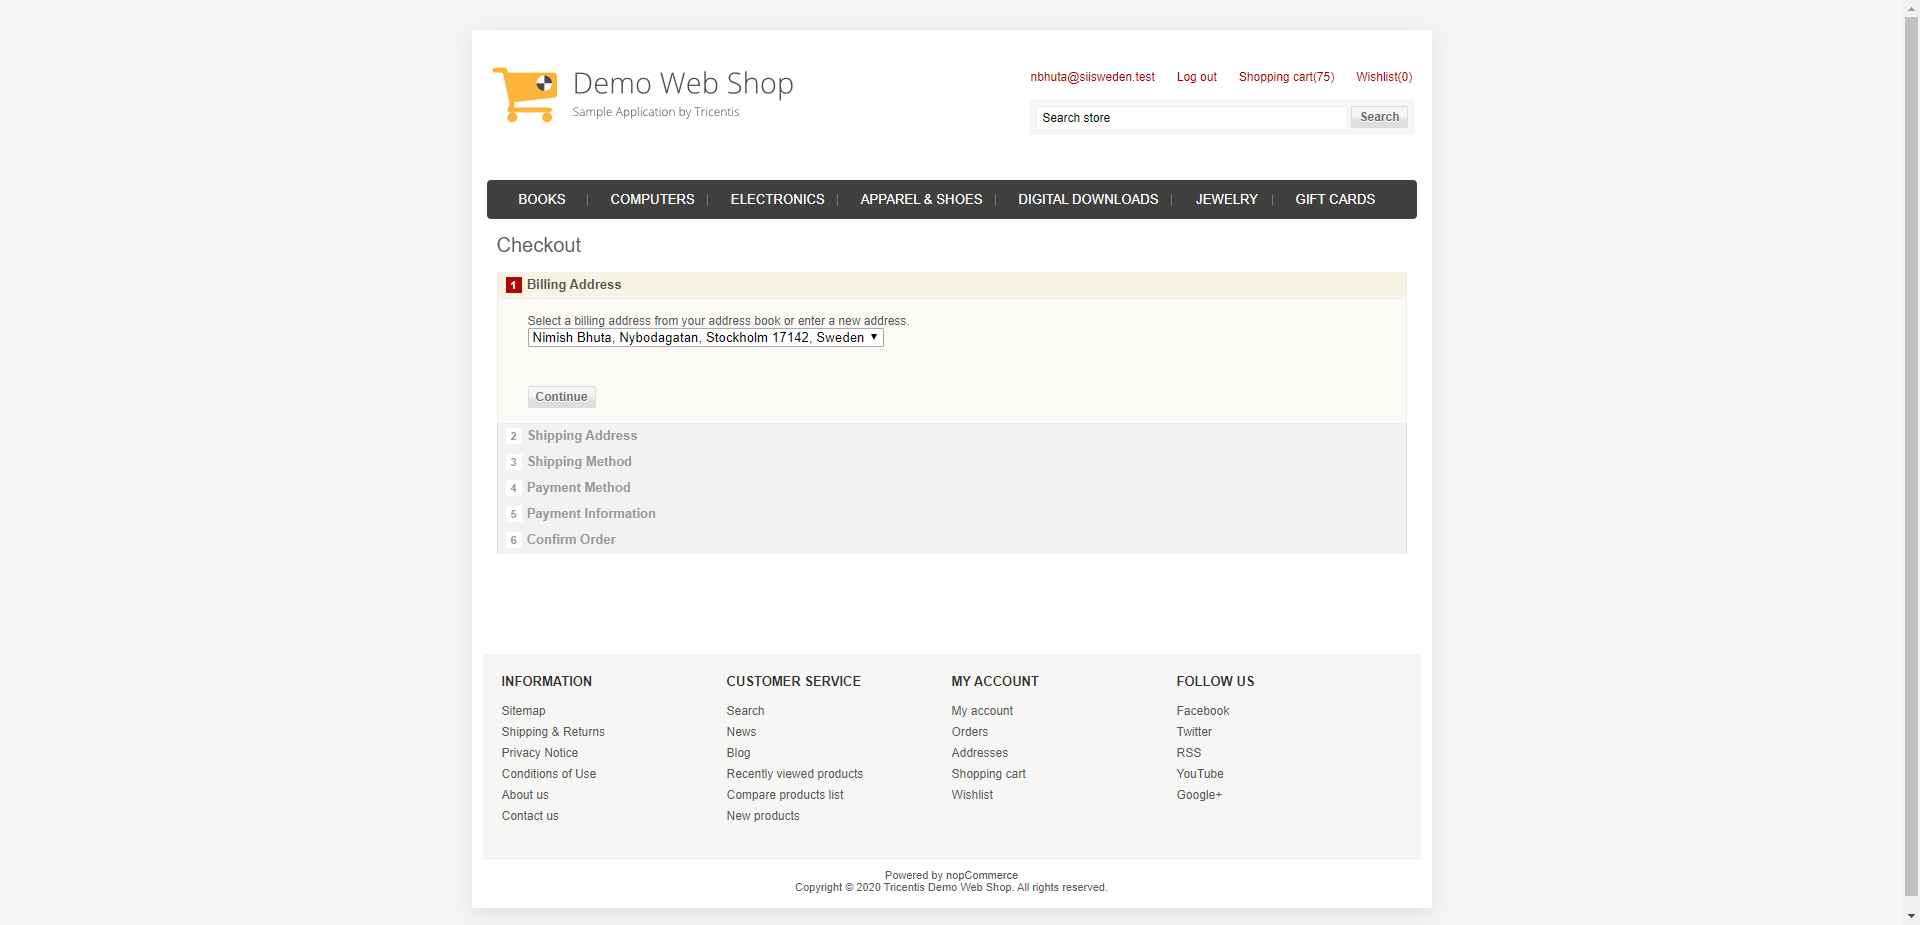 Demo Web Shop
Sample Application by Tricentis
nbhuta@siisweden.test Log out Shopping cart(75) Wishlist(0)
Search store Search
BOOKS COMPUTERS ELECTRONICS APPAREL & SHOES DIGITAL DOWNLOADS JEWELRY GIFT CARDS
Checkout
1 Billing Address
Select a billing address from your address book or enter a new address.
Nimish Bhuta, Nybodagatan, Stockholm 17142, Sweden
Continue
2 Shipping Address
3 Shipping Method
4 Payment Method
5 Payment Information
6 Confirm Order
INFORMATION
Sitemap
Shipping & Returns
Privacy Notice
Conditions of Use
About us
Contact us
CUSTOMER SERVICE
Search
News
Blog
Recently viewed products
Compare products list
New products
MY ACCOUNT
My account
Orders
Addresses
Shopping cart
Wishlist
FOLLOW US
Facebook
Twitter
RSS
YouTube
Google+
Powered by nopCommerce
Copyright © 2020 Tricentis Demo Web Shop. All rights reserved.